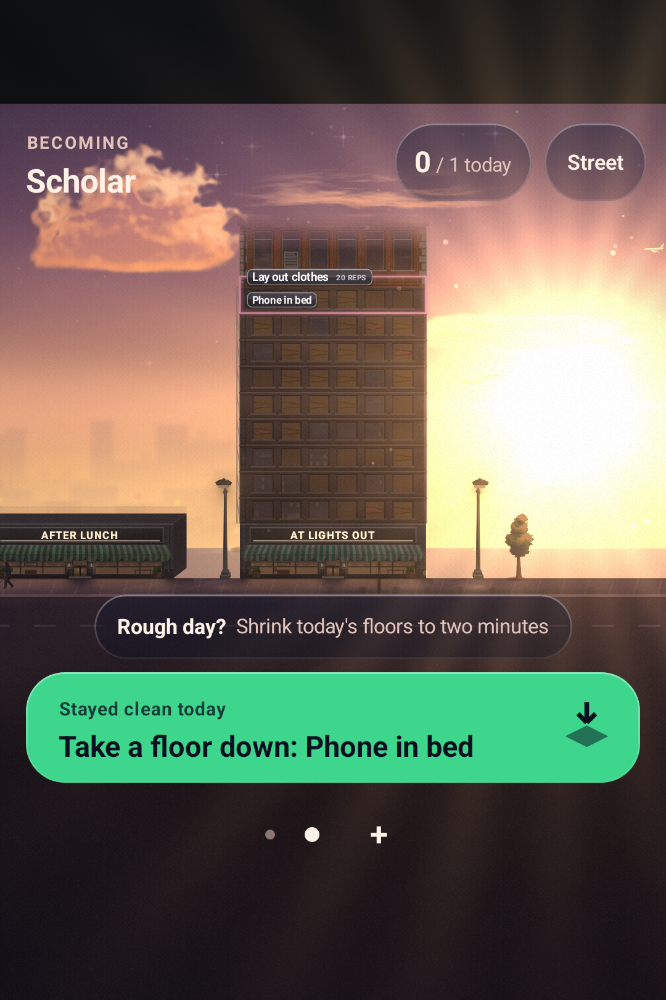 BECOMING
Scholar
0 / 1 today
Street
Lay out clothes 20 REPS
Phone in bed
AFTER LUNCH
AT LIGHTS OUT
Rough day? Shrink today's floors to two minutes
Stayed clean today
Take a floor down: Phone in bed
+